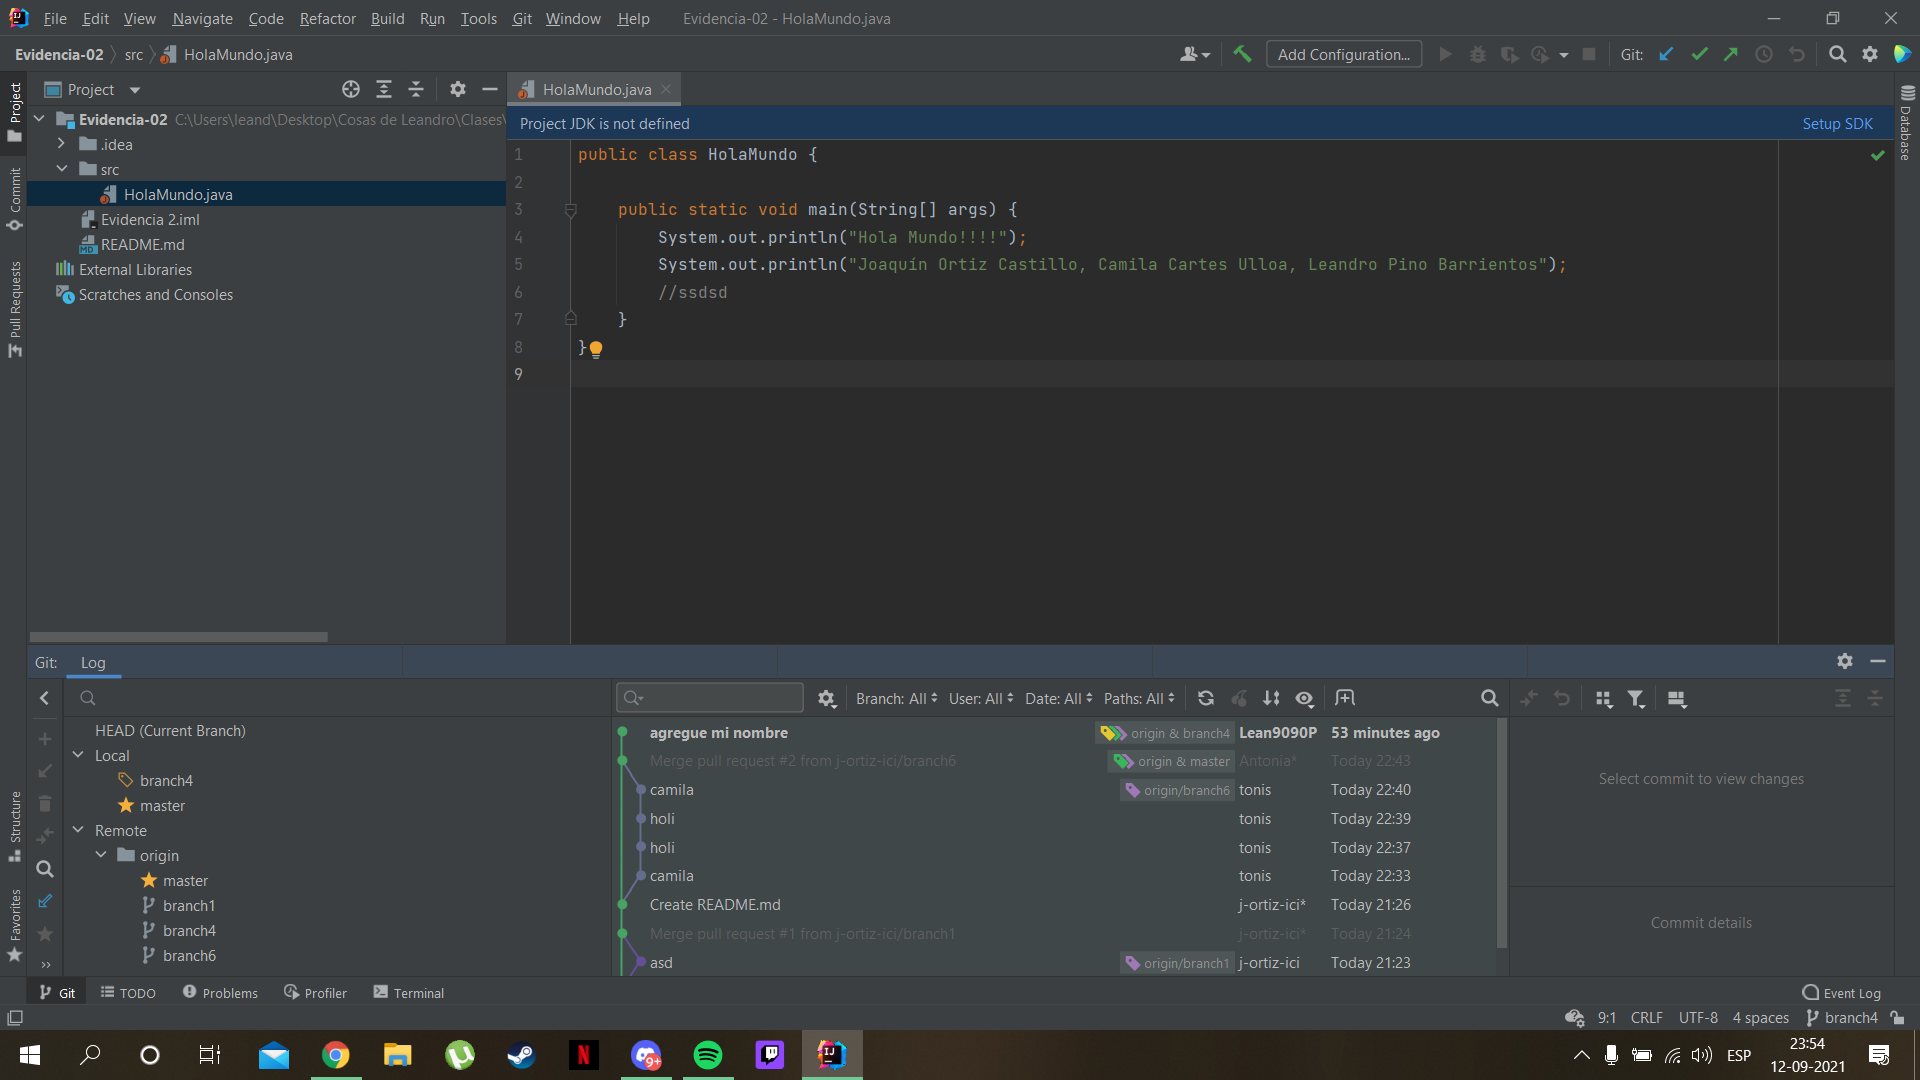 File Edit View Navigate Code Refactor Build Run Tools Git Window Help Evidencia-02 - HolaMundo.java
Evidencia-02 src HolaMundo.java Add Configuration... Git:
Project HolaMundo.java
Project
Evidencia-02 C:\Users\leand\Desktop\Cosas de Leandro\Clases\
Project JDK is not defined Setup SDK
.idea
src
HolaMundo.java
Evidencia 2.iml
README.md
External Libraries
Scratches and Consoles
Commit
Pull Requests
Database
1 public class HolaMundo {
2
3 public static void main(String[] args) {
4 System.out.println("Hola Mundo!!!!");
5 System.out.println("Joaquín Ortiz Castillo, Camila Cartes Ulloa, Leandro Pino Barrientos");
6 //ssdsd
7 }
8 }
9
Git: Log
Structure
Favorites
HEAD (Current Branch)
Local
branch4
master
Remote
origin
master
branch1
branch4
branch6
Branch: All User: All Date: All Paths: All
agregue mi nombre origin & branch4 Lean9090P 53 minutes ago
Merge pull request #2 from j-ortiz-ici/branch6 origin & master Antonia* Today 22:43
camila origin/branch6 tonis Today 22:40
holi tonis Today 22:39
holi tonis Today 22:37
camila tonis Today 22:33
Create README.md j-ortiz-ici* Today 21:26
Merge pull request #1 from j-ortiz-ici/branch1 j-ortiz-ici* Today 21:24
asd origin/branch1 j-ortiz-ici Today 21:23
Select commit to view changes
Commit details
Git TODO Problems Profiler Terminal Event Log
9:1 CRLF UTF-8 4 spaces branch4
MD
N
9+
IJ
ESP
23:54
12-09-2021